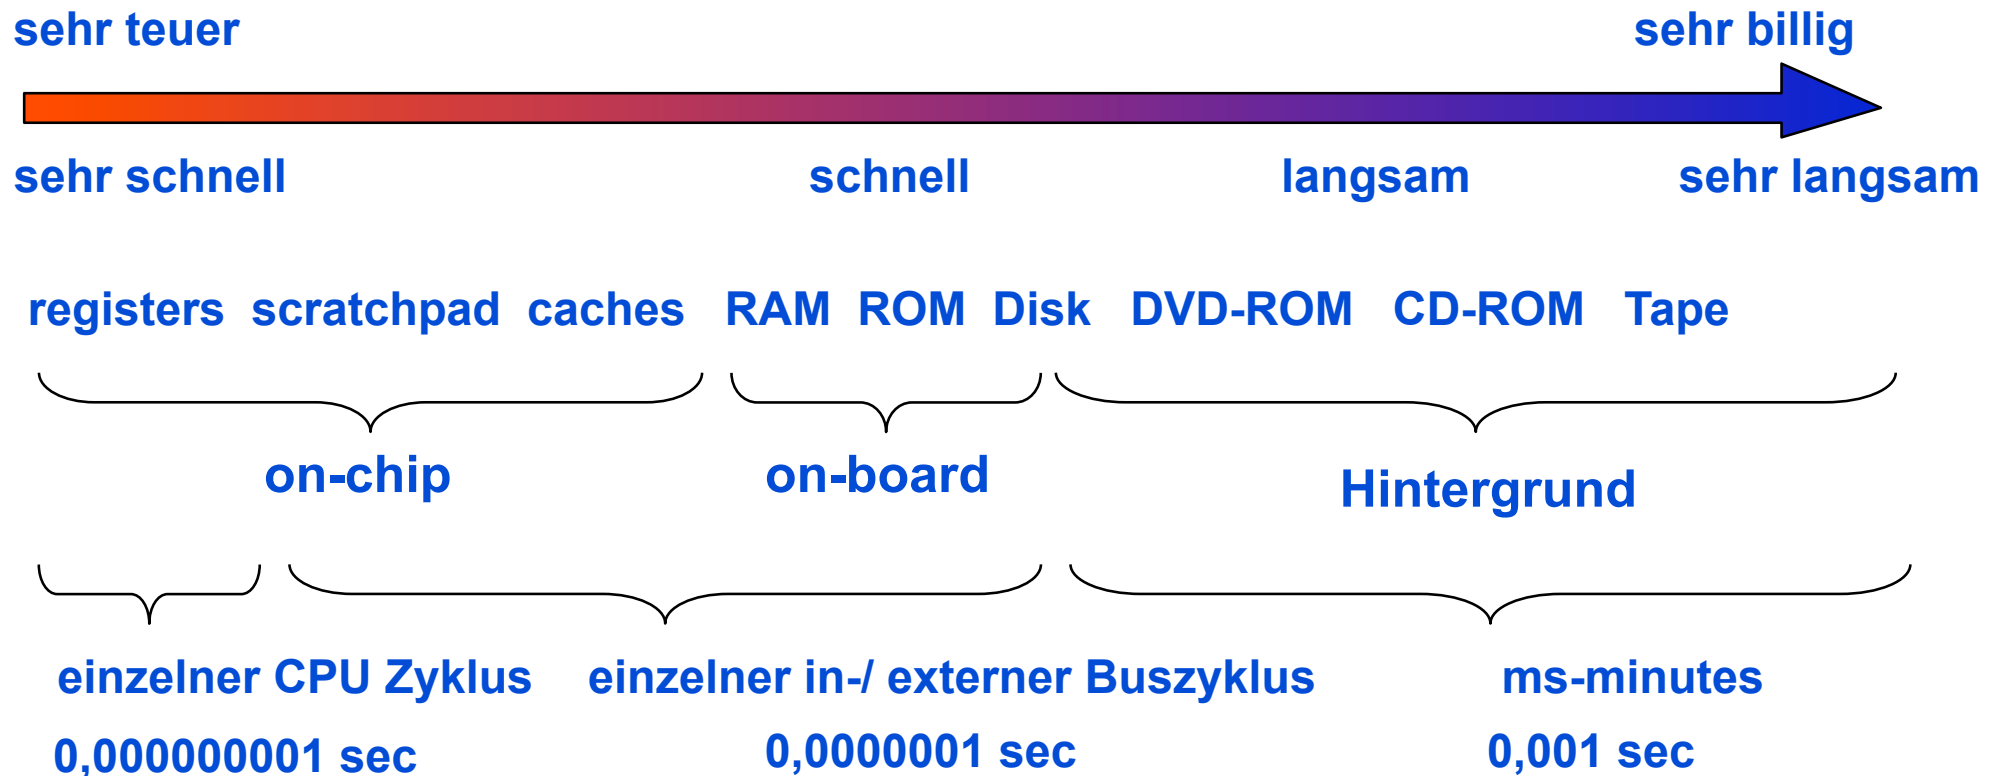 sehr teuer sehr billig
sehr schnell schnell langsam sehr langsam
registers scratchpad caches RAM ROM Disk DVD-ROM CD-ROM Tape
on-chip on-board Hintergrund
einzelner CPU Zyklus einzelner in-/ externer Buszyklus ms-minutes
0,000000001 sec 0,0000001 sec 0,001 sec